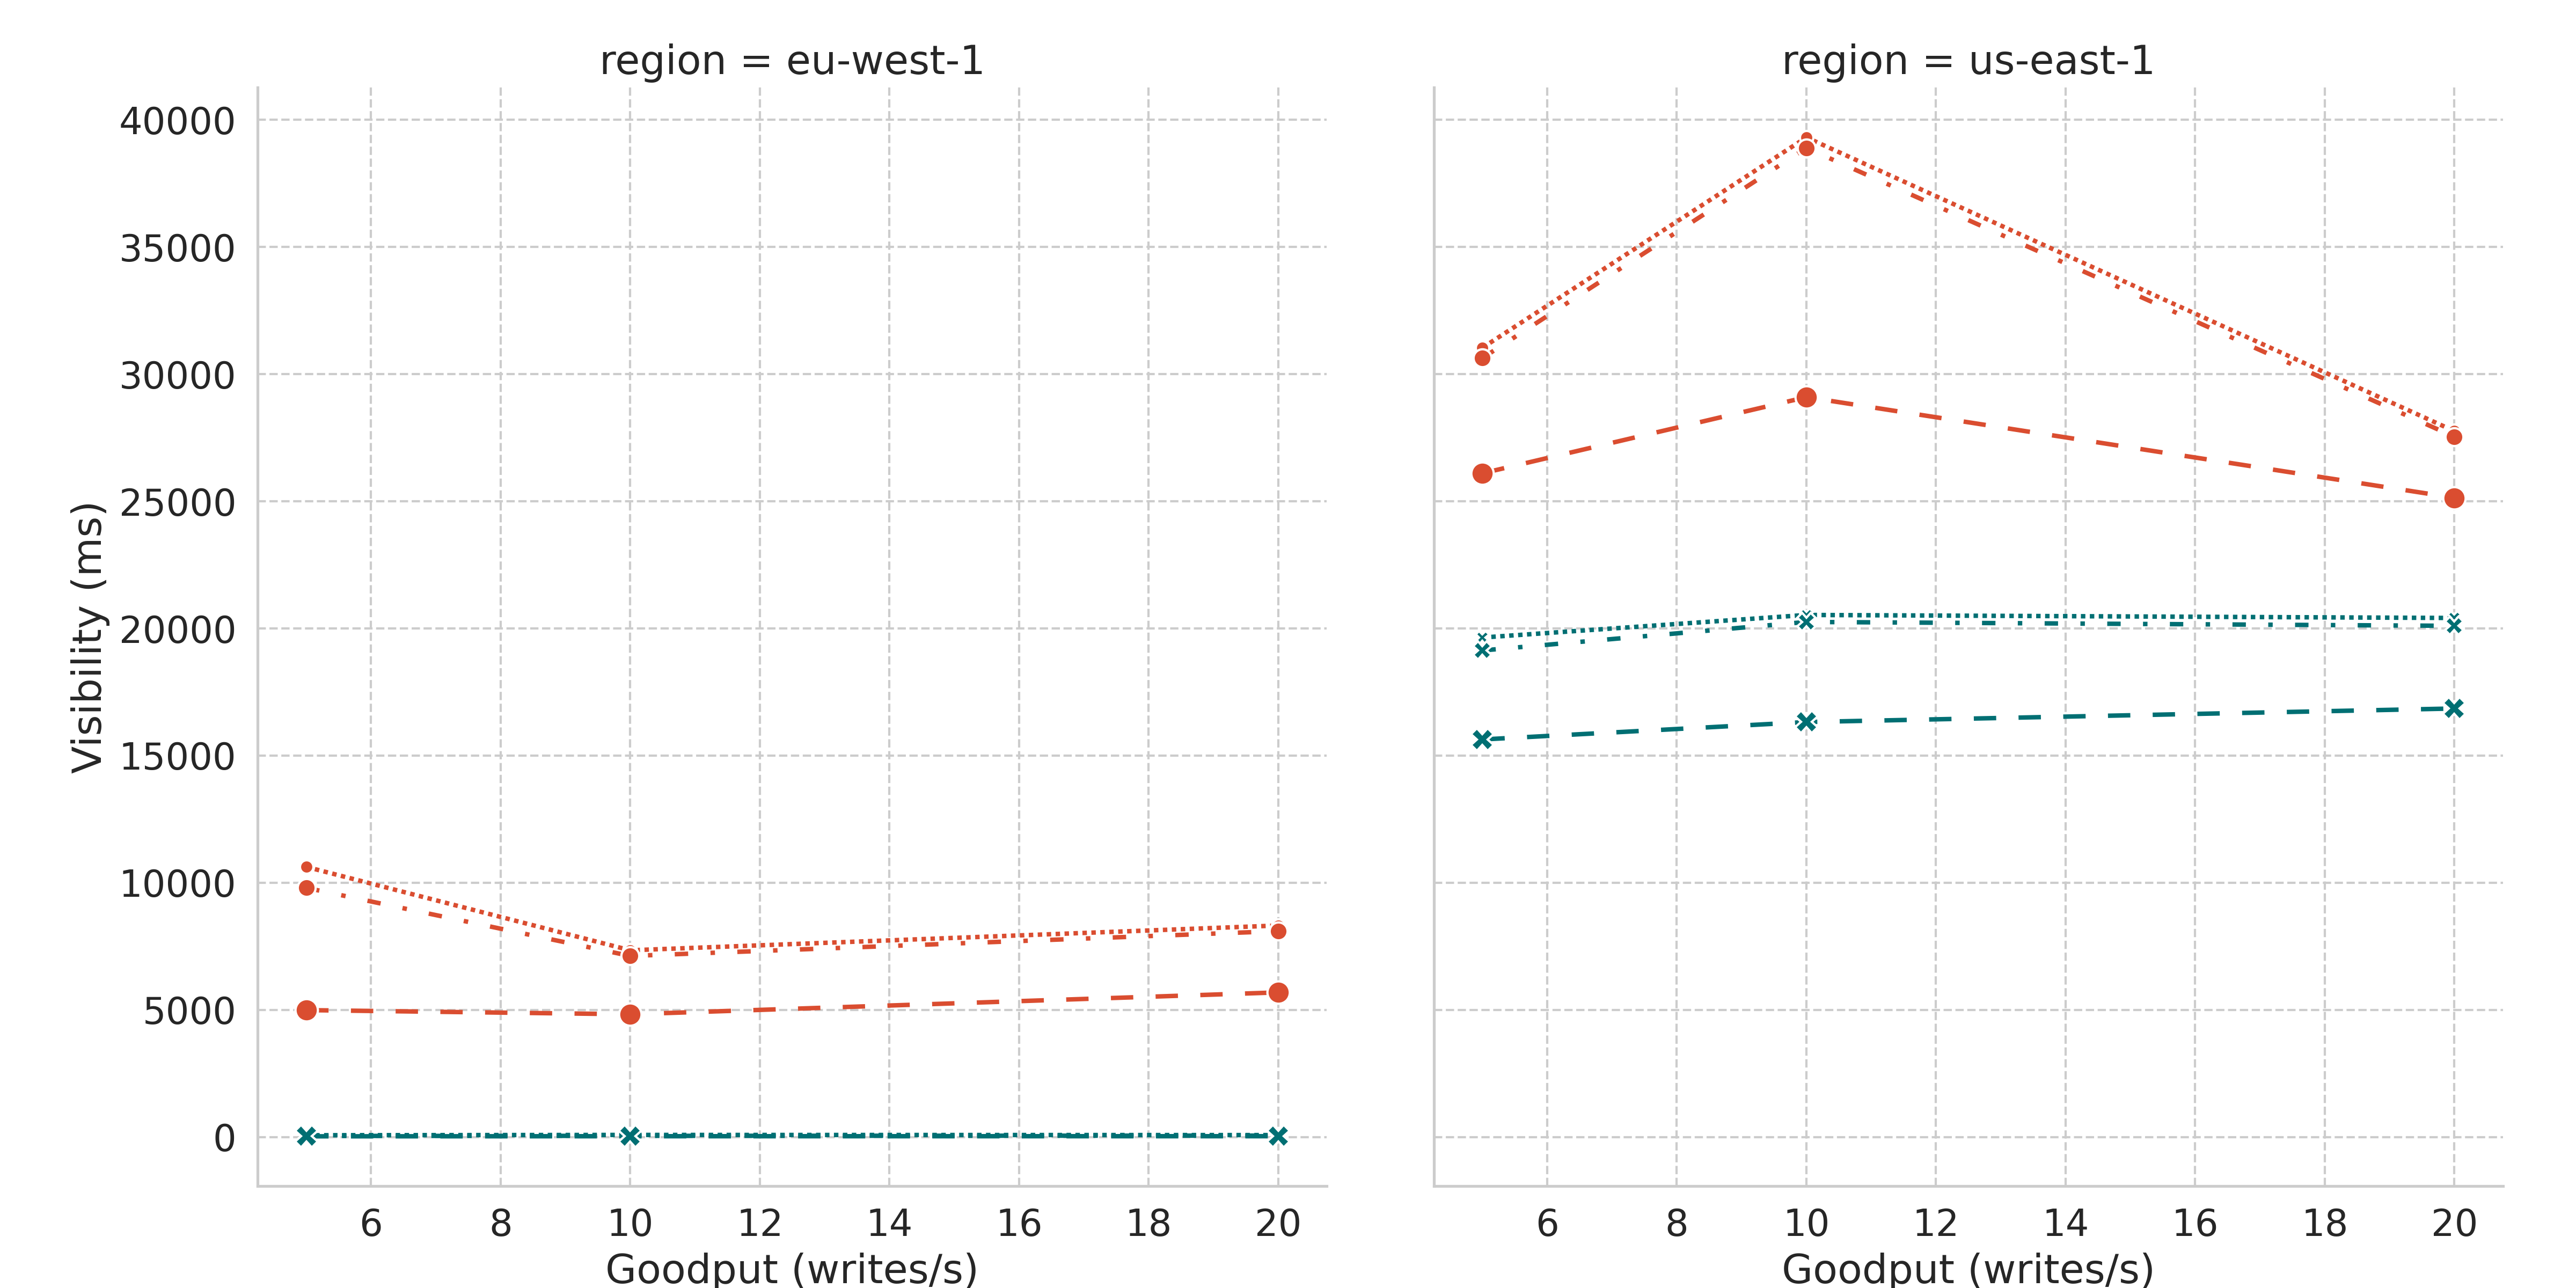 region = eu-west-1
region = us-east-1
40000
35000
30000
25000
20000
15000
10000
5000
0
Visibility (ms)
6 8 10 12 14 16 18 20
6 8 10 12 14 16 18 20
Goodput (writes/s)
Goodput (writes/s)